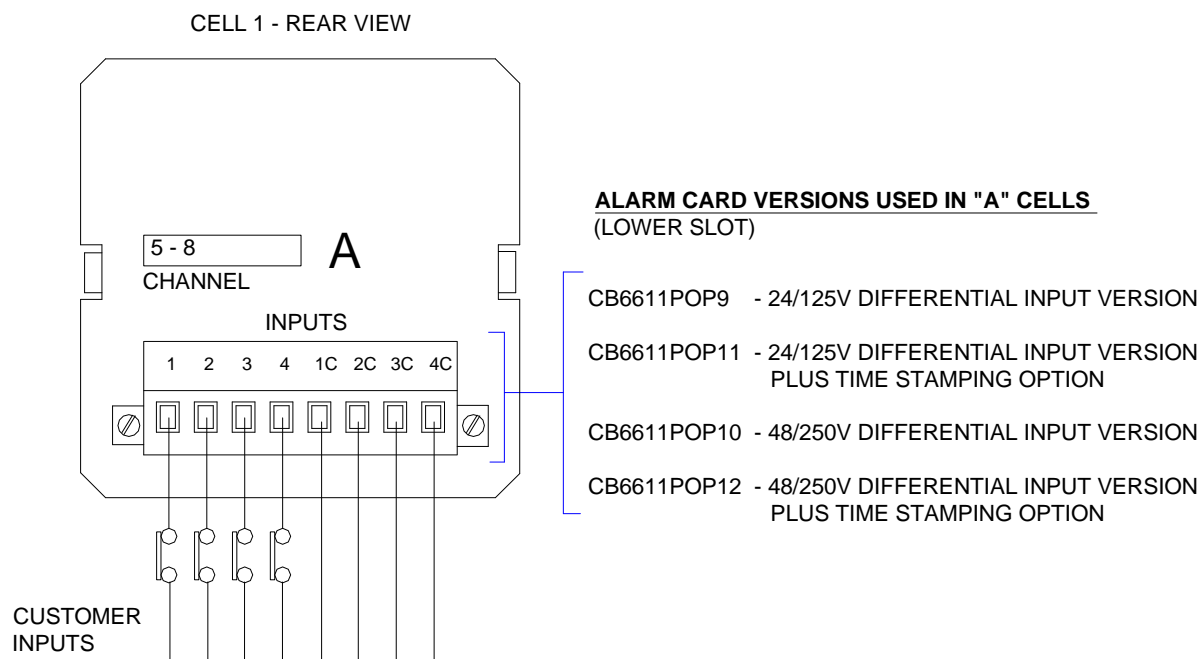 CELL 1 - REAR VIEW
ALARM CARD VERSIONS USED IN "A" CELLS
(LOWER SLOT)
5 - 8
A
CHANNEL
INPUTS
1 2 3 4 1C 2C 3C 4C
CB6611POP9 - 24/125V DIFFERENTIAL INPUT VERSION
CB6611POP11 - 24/125V DIFFERENTIAL INPUT VERSION
PLUS TIME STAMPING OPTION
CB6611POP10 - 48/250V DIFFERENTIAL INPUT VERSION
CB6611POP12 - 48/250V DIFFERENTIAL INPUT VERSION
PLUS TIME STAMPING OPTION
CUSTOMER
INPUTS